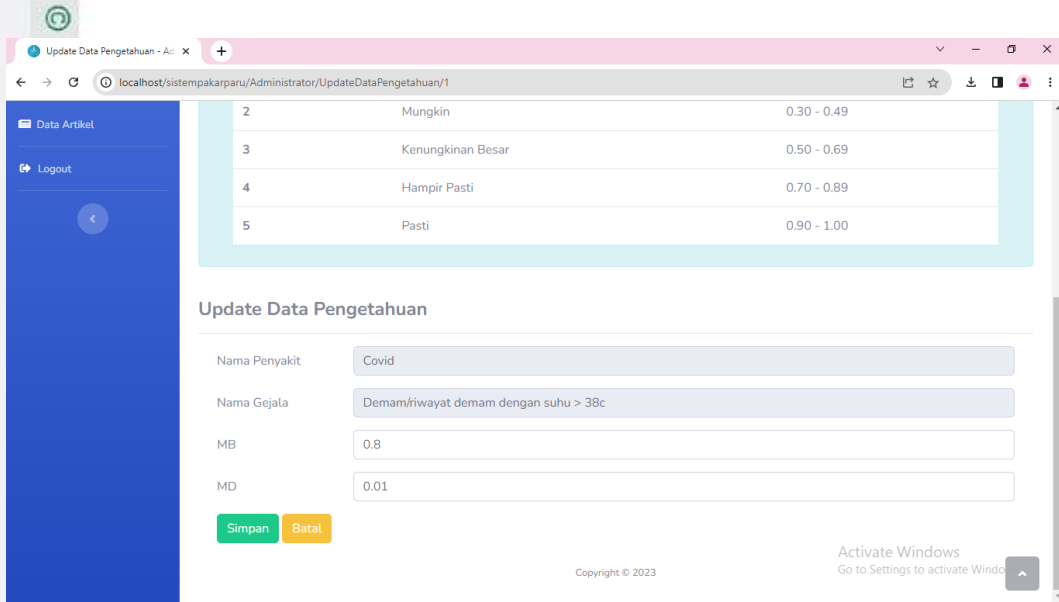 Update Data Pengetahuan - Ad
localhost/sistempakarparu/Administrator/UpdateDataPengetahuan/1
Data Artikel
Logout
2 Mungkin 0.30 - 0.49
3 Kenungkinan Besar 0.50 - 0.69
4 Hampir Pasti 0.70 - 0.89
5 Pasti 0.90 - 1.00
Update Data Pengetahuan
Nama Penyakit Covid
Nama Gejala Demam/riwayat demam dengan suhu > 38c
MB 0.8
MD 0.01
Simpan Batal
Activate Windows
Go to Settings to activate Windo
Copyright © 2023